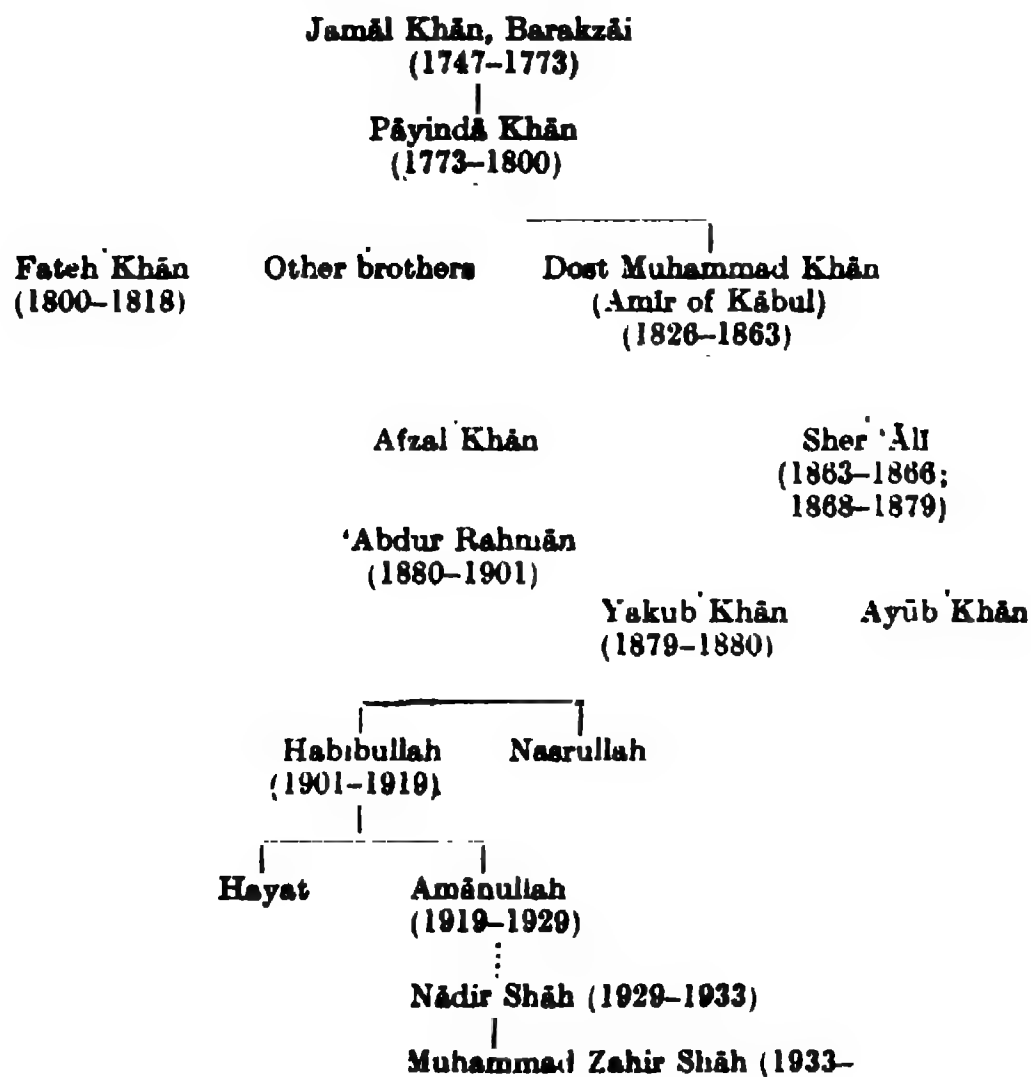 Jamāl Khān, Barakzāi
(1747–1773)
Pāyindā Khān
(1773–1800)
Fateh Khān Other brothers Dost Muhammad Khān
(1800–1818) (Amīr of Kābul)
(1826–1863)
Afzal Khān Sher ‘Ālī
(1863–1866;
1868–1879)
‘Abdur Rahmān
(1880–1901)
Yakub Khān Ayūb Khān
(1879–1880)
Habibullah Nasrullah
(1901–1919)
Hayat Amānullah
(1919–1929)
Nādir Shāh (1929–1933)
Muhammad Zahir Shāh (1933–